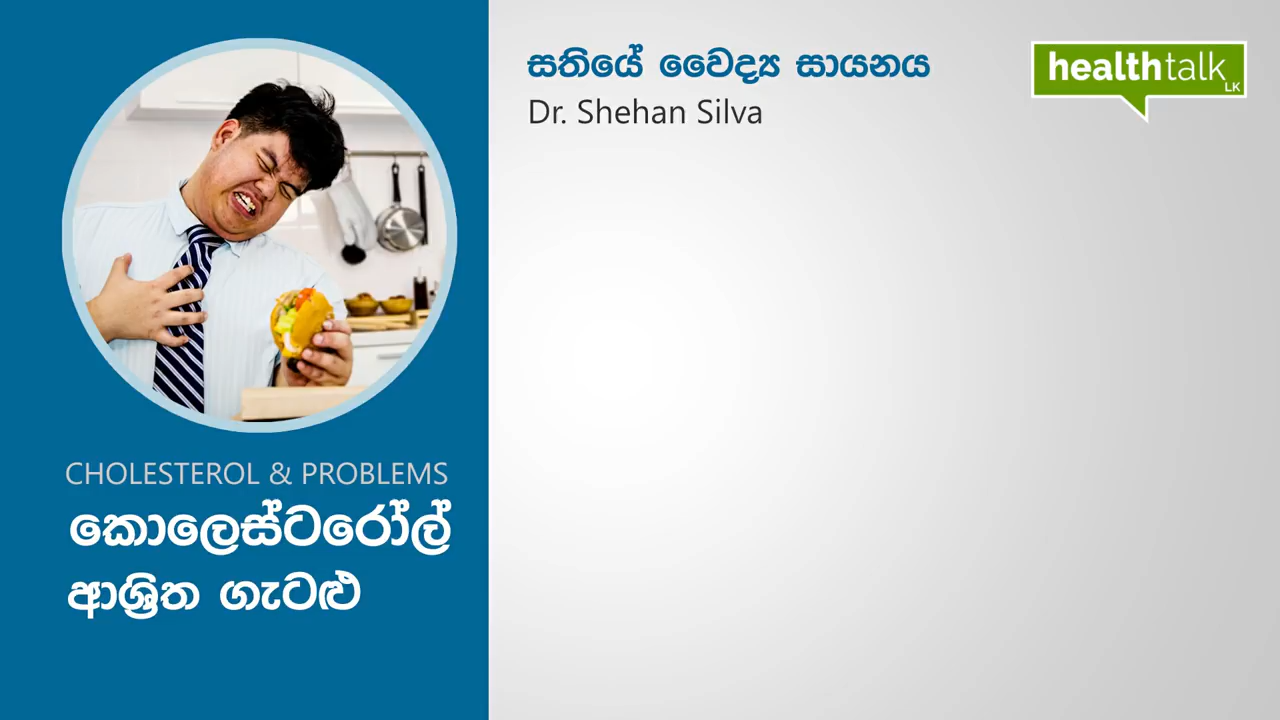 සතියේ වෛද්‍ය සායනය
Dr. Shehan Silva
healthtalk
LK
CHOLESTEROL & PROBLEMS
කොලෙස්ටරෝල්
ආශ්‍රිත ගැටළු